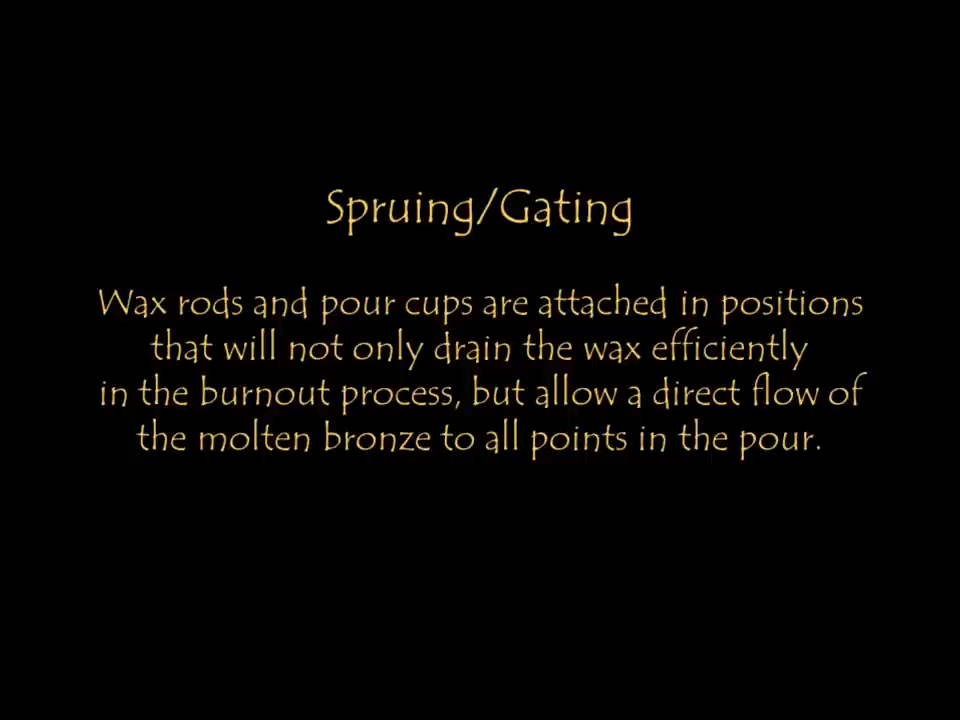 Spruing/Gating
Wax rods and pour cups are attached in positions
that will not only drain the wax efficiently
in the burnout process, but allow a direct flow of
the molten bronze to all points in the pour.